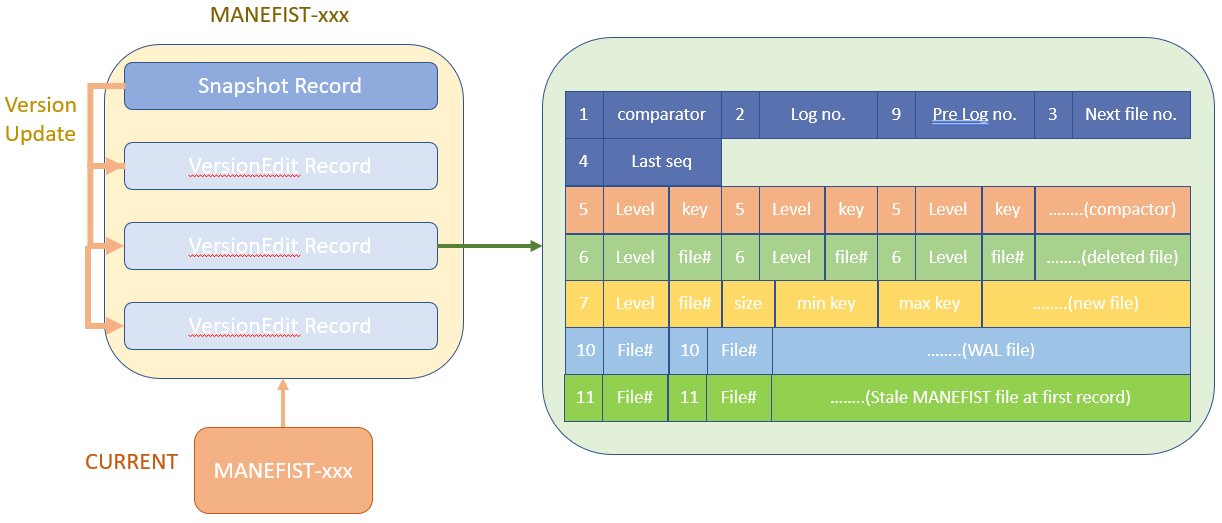 MANEFIST-xxx
Snapshot Record
Version
Update
VersionEdit Record
VersionEdit Record
VersionEdit Record
CURRENT
MANEFIST-xxx
1 comparator 2 Log no. 9 Pre Log no. 3 Next file no.
4 Last seq
5 Level key 5 Level key 5 Level key ........(compactor)
6 Level file# 6 Level file# 6 Level file# ........(deleted file)
7 Level file# size min key max key ........(new file)
10 File# 10 File# ........(WAL file)
11 File# 11 File# ........(Stale MANEFIST file at first record)